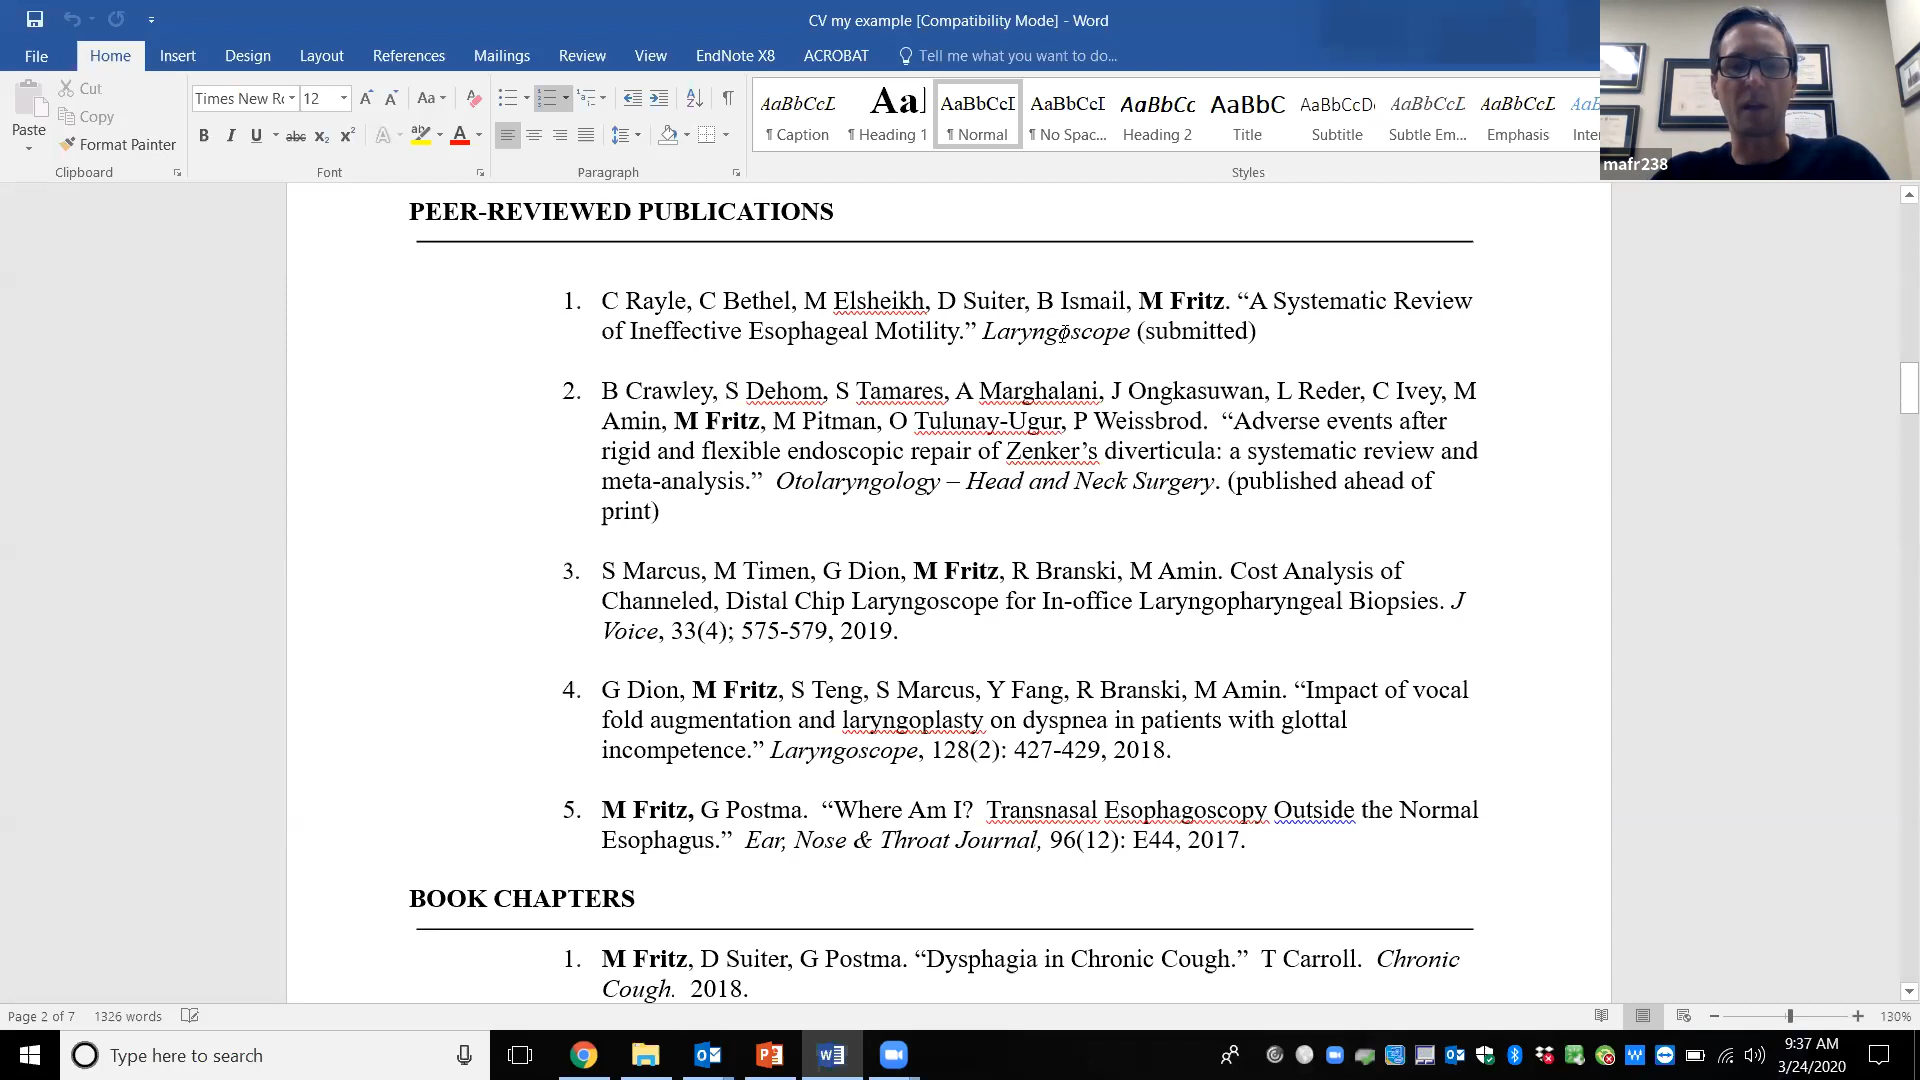 CV my example [Compatibility Mode] - Word
File Home Insert Design Layout References Mailings Review View EndNote X8 ACROBAT Tell me what you want to do...
Paste
Cut
Copy
Format Painter
Clipboard
Times New Ro 12
Font
Paragraph
AaBbCcD ¶ Caption
Aa ¶ Heading 1
AaBbCcI ¶ Normal
AaBbCcI ¶ No Spac...
AaBbCc Heading 2
AaBbC Title
AaBbCcD Subtitle
AaBbCcL Subtle Em...
AaBbCcL Emphasis
Styles
mafr238
PEER-REVIEWED PUBLICATIONS
1. C Rayle, C Bethel, M Elsheikh, D Suiter, B Ismail, M Fritz. “A Systematic Review
of Ineffective Esophageal Motility.” Laryngoscope (submitted)
2. B Crawley, S Dehom, S Tamares, A Marghalani, J Ongkasuwan, L Reder, C Ivey, M
Amin, M Fritz, M Pitman, O Tulunay-Ugur, P Weissbrod. “Adverse events after
rigid and flexible endoscopic repair of Zenker’s diverticula: a systematic review and
meta-analysis.” Otolaryngology – Head and Neck Surgery. (published ahead of
print)
3. S Marcus, M Timen, G Dion, M Fritz, R Branski, M Amin. Cost Analysis of
Channeled, Distal Chip Laryngoscope for In-office Laryngopharyngeal Biopsies. J
Voice, 33(4); 575-579, 2019.
4. G Dion, M Fritz, S Teng, S Marcus, Y Fang, R Branski, M Amin. “Impact of vocal
fold augmentation and laryngoplasty on dyspnea in patients with glottal
incompetence.” Laryngoscope, 128(2): 427-429, 2018.
5. M Fritz, G Postma. “Where Am I? Transnasal Esophagoscopy Outside the Normal
Esophagus.” Ear, Nose & Throat Journal, 96(12): E44, 2017.
BOOK CHAPTERS
1. M Fritz, D Suiter, G Postma. “Dysphagia in Chronic Cough.” T Carroll. Chronic
Cough. 2018.
Page 2 of 7 1326 words 130%
Type here to search
9:37 AM
3/24/2020